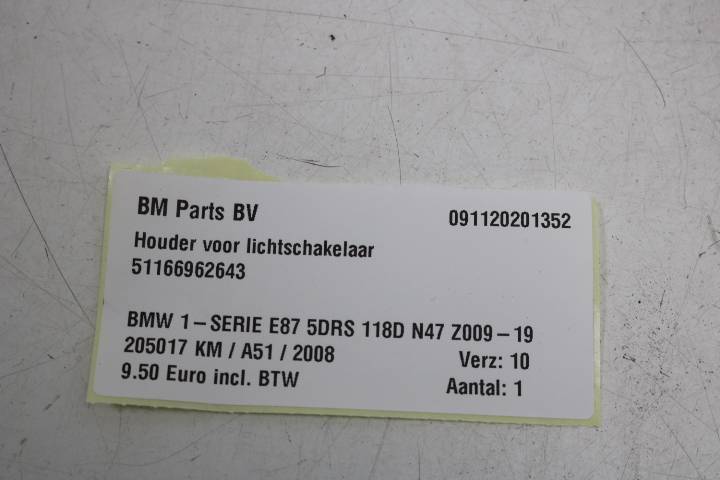 BM Parts BV 091120201352
Houder voor lichtschakelaar
51166962643
BMW 1-SERIE E87 5DRS 118D N47 Z009-19
205017 KM / A51 / 2008 Verz: 10
9.50 Euro incl. BTW Aantal: 1